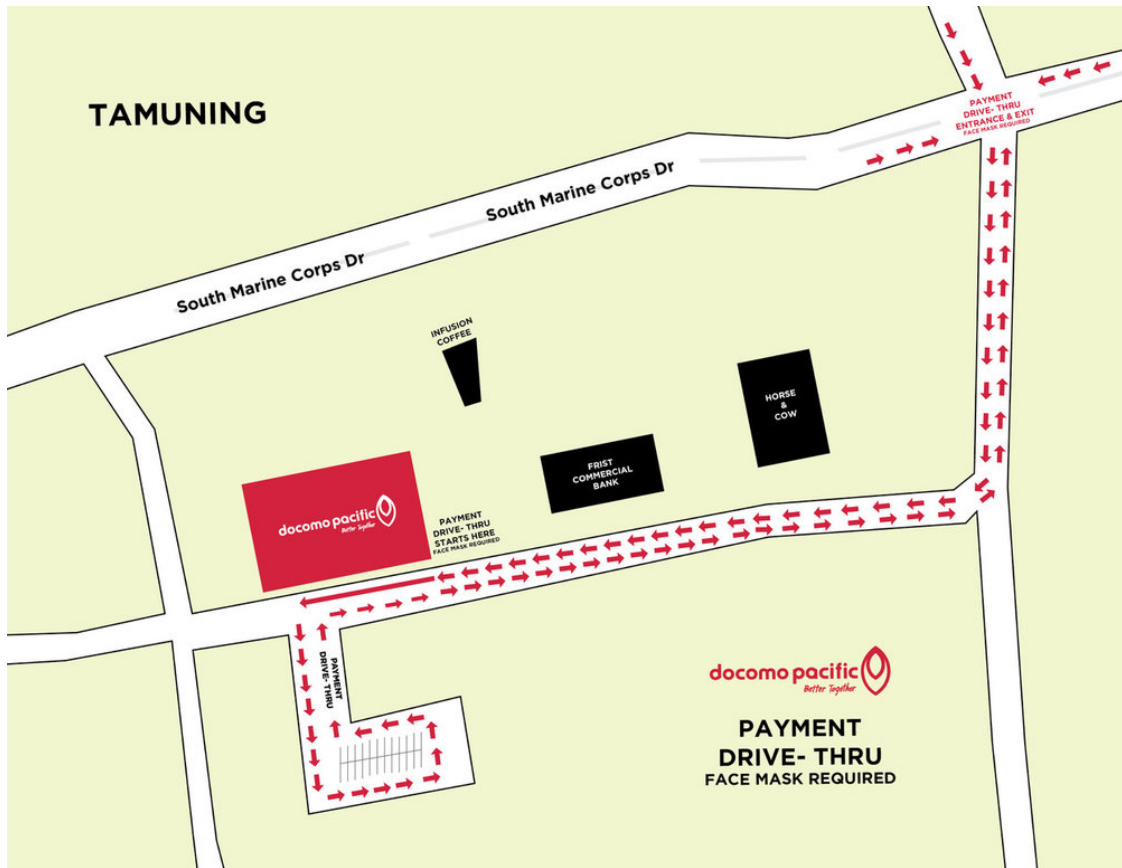 TAMUNING
PAYMENT
DRIVE- THRU
ENTRANCE & EXIT
FACE MASK REQUIRED
South Marine Corps Dr
South Marine Corps Dr
INFUSION
COFFEE
HORSE
&
COW
FRIST
COMMERCIAL
BANK
docomo pacific
Better Together
PAYMENT
DRIVE- THRU
STARTS HERE
FACE MASK REQUIRED
PAYMENT
DRIVE- THRU
docomo pacific
Better Together
PAYMENT
DRIVE- THRU
FACE MASK REQUIRED